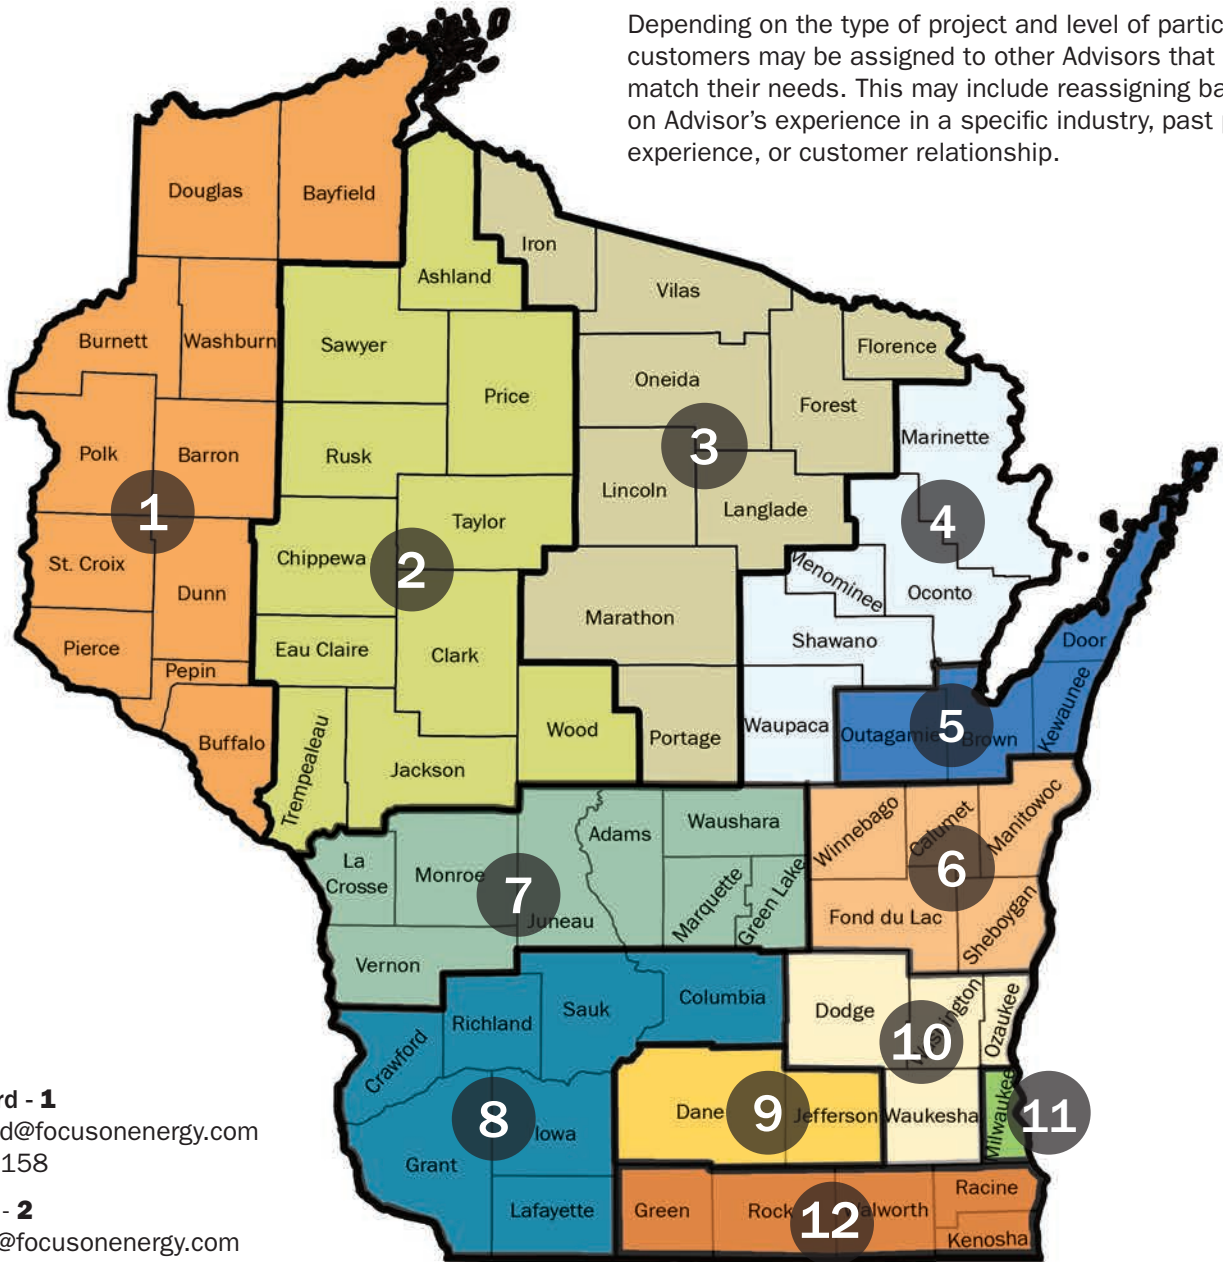 Depending on the type of project and level of partic
customers may be assigned to other Advisors that
match their needs. This may include reassigning ba
on Advisor's experience in a specific industry, past
experience, or customer relationship.
Douglas
Bayfield
Iron
Ashland
Vilas
Burnett
Washburn
Sawyer
Florence
Oneida
Price
Forest
Marinette
Polk
Barron
Rusk
3
Lincoln
Langlade
1
Taylor
4
Chippewa
2
St. Croix
Dunn
Menominee
Oconto
Marathon
Door
Pierce
Eau Claire
Clark
Shawano
Pepin
Kewaunee
Buffalo
Wood
Portage
Waupaca
Outagamie
5
Brown
Trempealeau
Jackson
Adams
Waushara
Winnebago
Calumet
Manitowoc
La
Crosse
Monroe
7
Juneau
Marquette
Green Lake
6
Fond du Lac
Sheboygan
Vernon
Columbia
Sauk
Richland
Dodge
Washington
Ozaukee
10
Crawford
Dane
9
Jefferson
Waukesha
Milwaukee
11
8
Iowa
Grant
Lafayette
Green
Rock
12
Walworth
Racine
Kenosha
rd - 1
d@focusonenergy.com
158
- 2
@focusonenergy.com